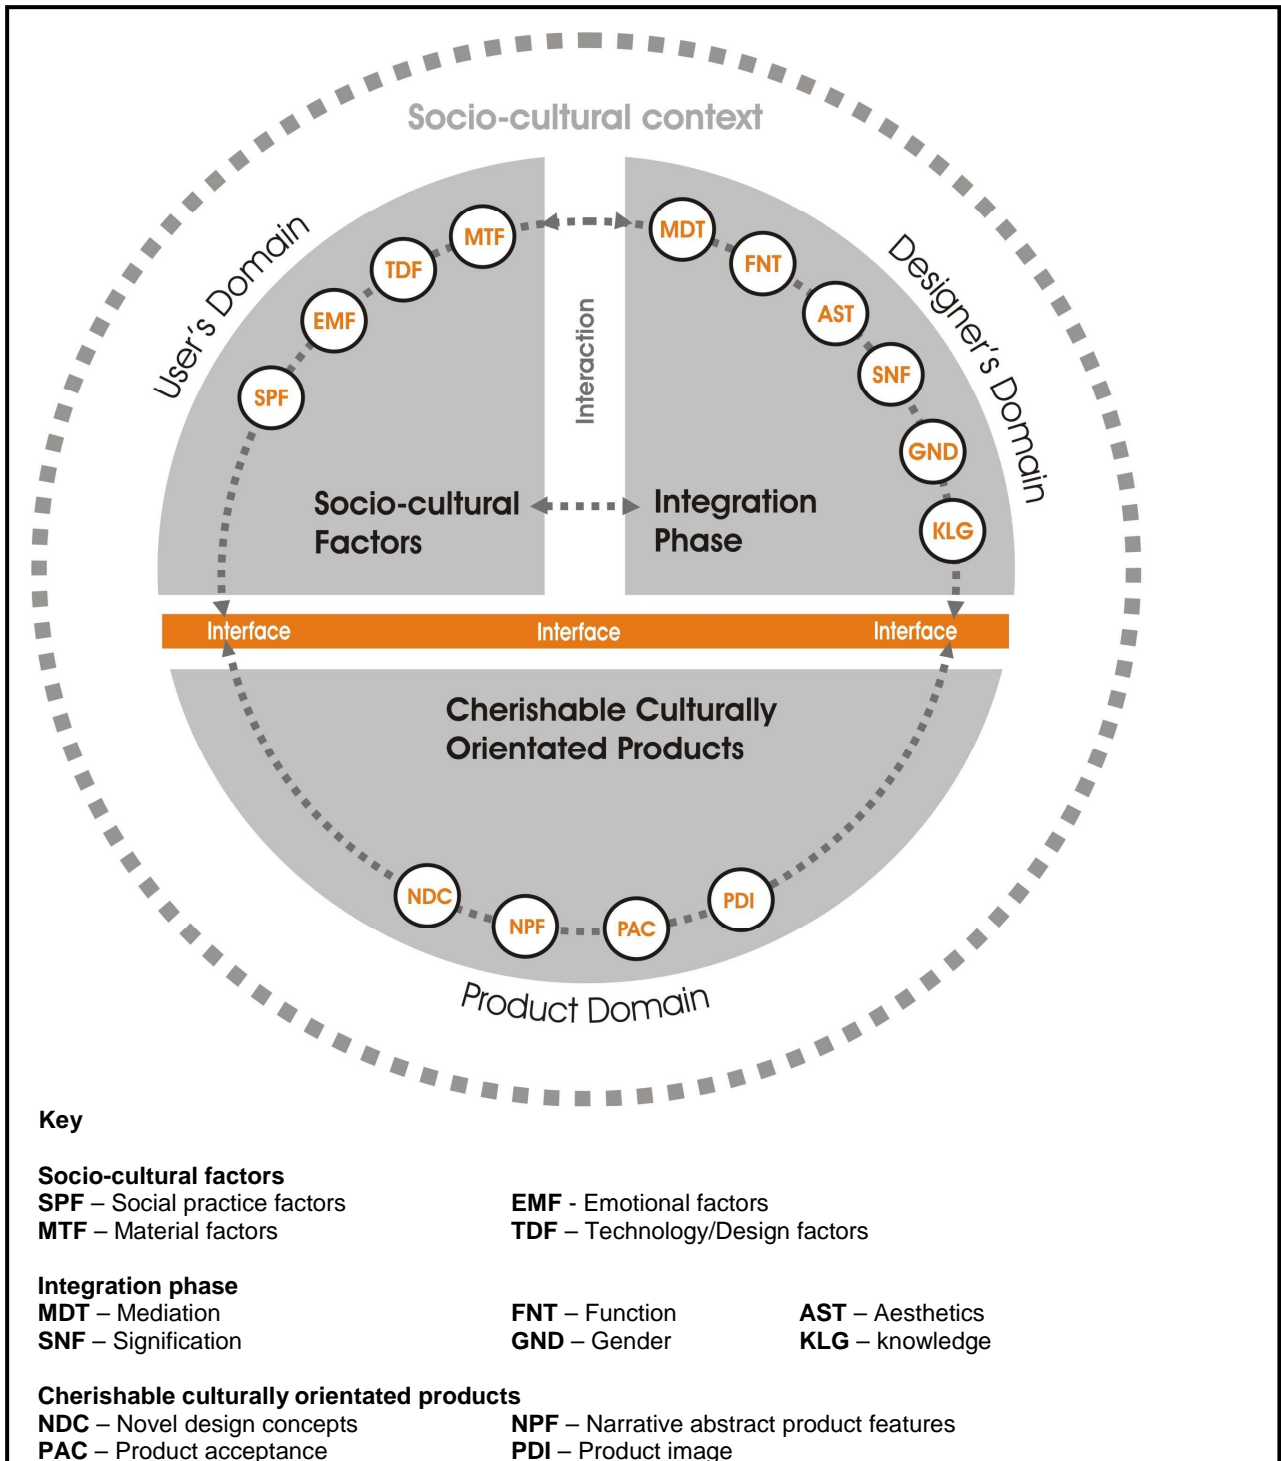 Socio-cultural context
User's Domain
Designer's Domain
MTF
TDF
EMF
SPF
MDT
FNT
AST
SNF
GND
KLG
Interaction
Socio-cultural
Factors
Integration
Phase
Interface Interface Interface
Cherishable Culturally
Orientated Products
NDC
NPF
PAC
PDI
Product Domain
Key
Socio-cultural factors
SPF – Social practice factors EMF - Emotional factors
MTF – Material factors TDF – Technology/Design factors
Integration phase
MDT – Mediation FNT – Function AST – Aesthetics
SNF – Signification GND – Gender KLG – knowledge
Cherishable culturally orientated products
NDC – Novel design concepts NPF – Narrative abstract product features
PAC – Product acceptance PDI – Product image